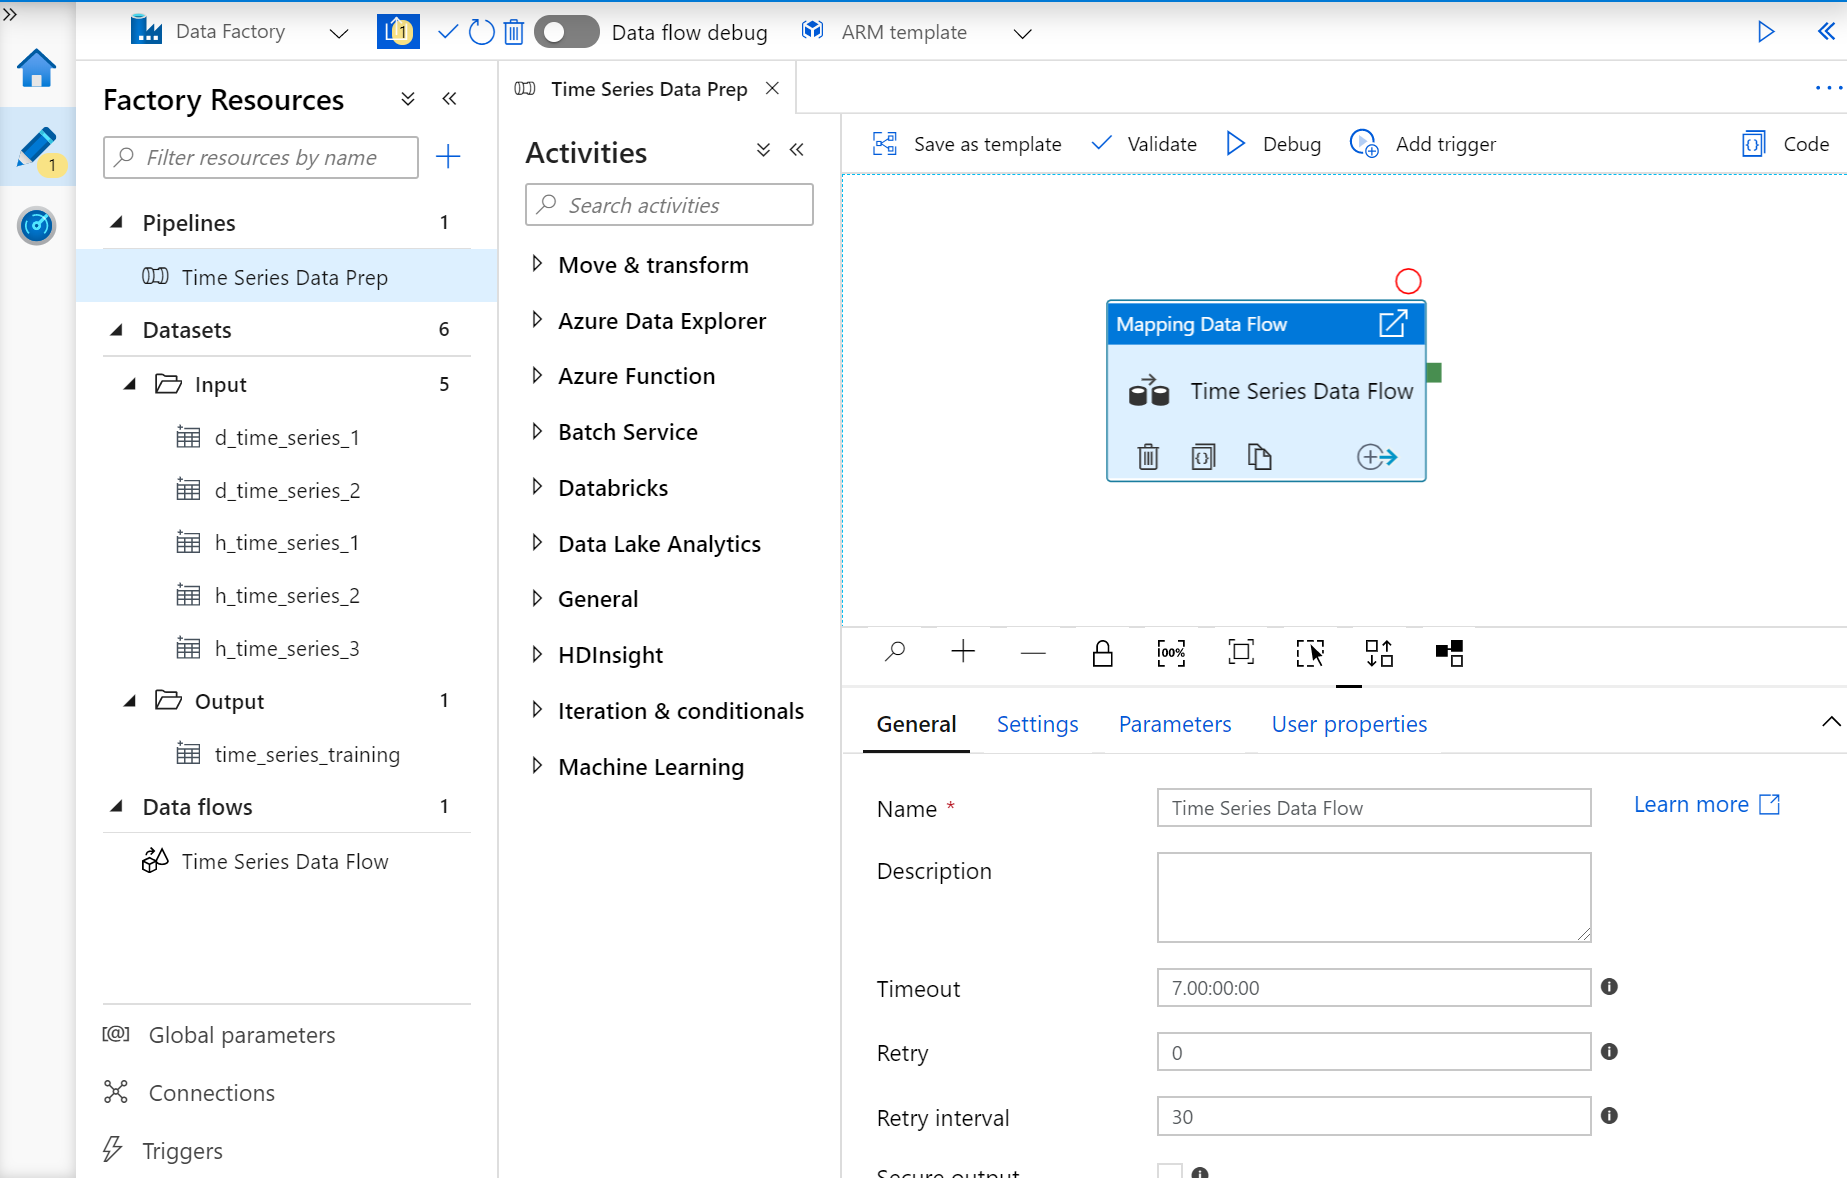 Data Factory
1
Data flow debug
ARM template
1
Factory Resources
Filter resources by name
Pipelines 1
Time Series Data Prep
Datasets 6
Input 5
d_time_series_1
d_time_series_2
h_time_series_1
h_time_series_2
h_time_series_3
Output 1
time_series_training
Data flows 1
Time Series Data Flow
[@] Global parameters
Connections
Triggers
Time Series Data Prep
Activities
Search activities
Move & transform
Azure Data Explorer
Azure Function
Batch Service
Databricks
Data Lake Analytics
General
HDInsight
Iteration & conditionals
Machine Learning
Save as template
Validate
Debug
Add trigger
Code
Mapping Data Flow
Time Series Data Flow
100%
General
Settings
Parameters
User properties
Name *
Time Series Data Flow
Learn more
Description
Timeout
7.00:00:00
Retry
0
Retry interval
30
Secure output